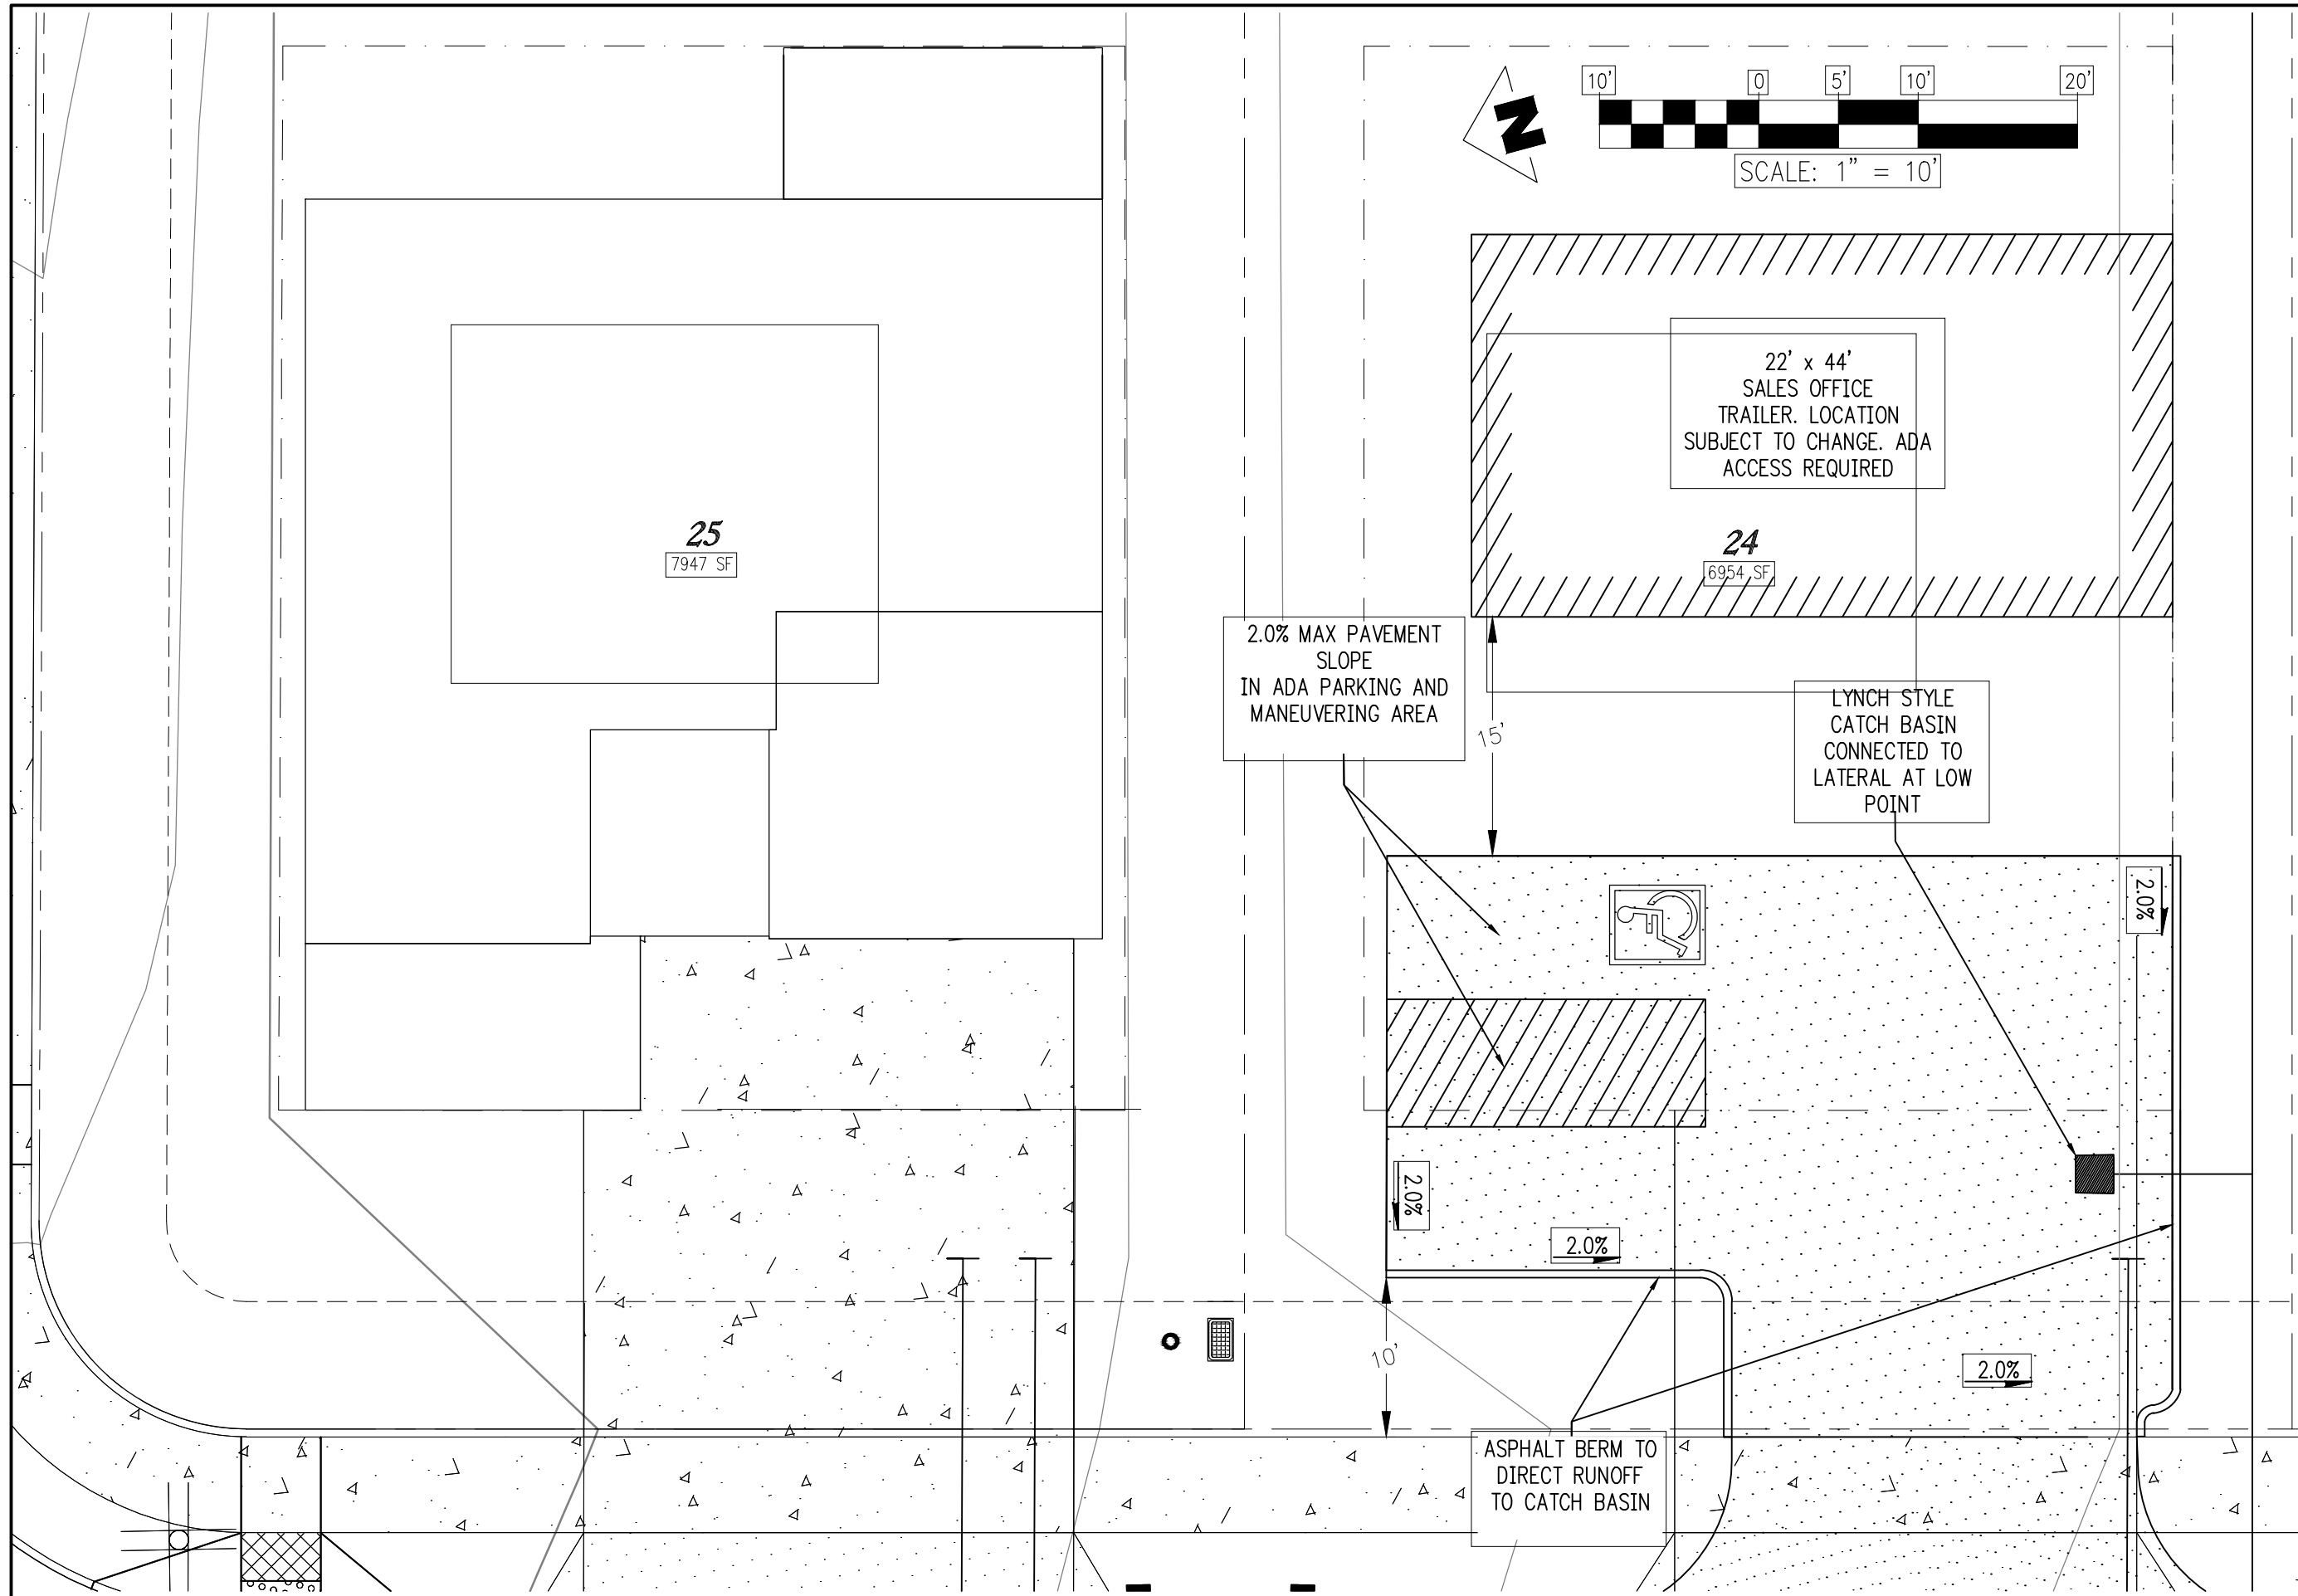 10'
0
5'
10'
20'
N
SCALE: 1" = 10'
22' x 44'
SALES OFFICE
TRAILER. LOCATION
SUBJECT TO CHANGE. ADA
ACCESS REQUIRED
25
7947 SF
24
6954 SF
2.0% MAX PAVEMENT
SLOPE
IN ADA PARKING AND
MANEUVERING AREA
15'
LYNCH STYLE
CATCH BASIN
CONNECTED TO
LATERAL AT LOW
POINT
2.0%
2.0%
2.0%
10'
2.0%
ASPHALT BERM TO
DIRECT RUNOFF
TO CATCH BASIN